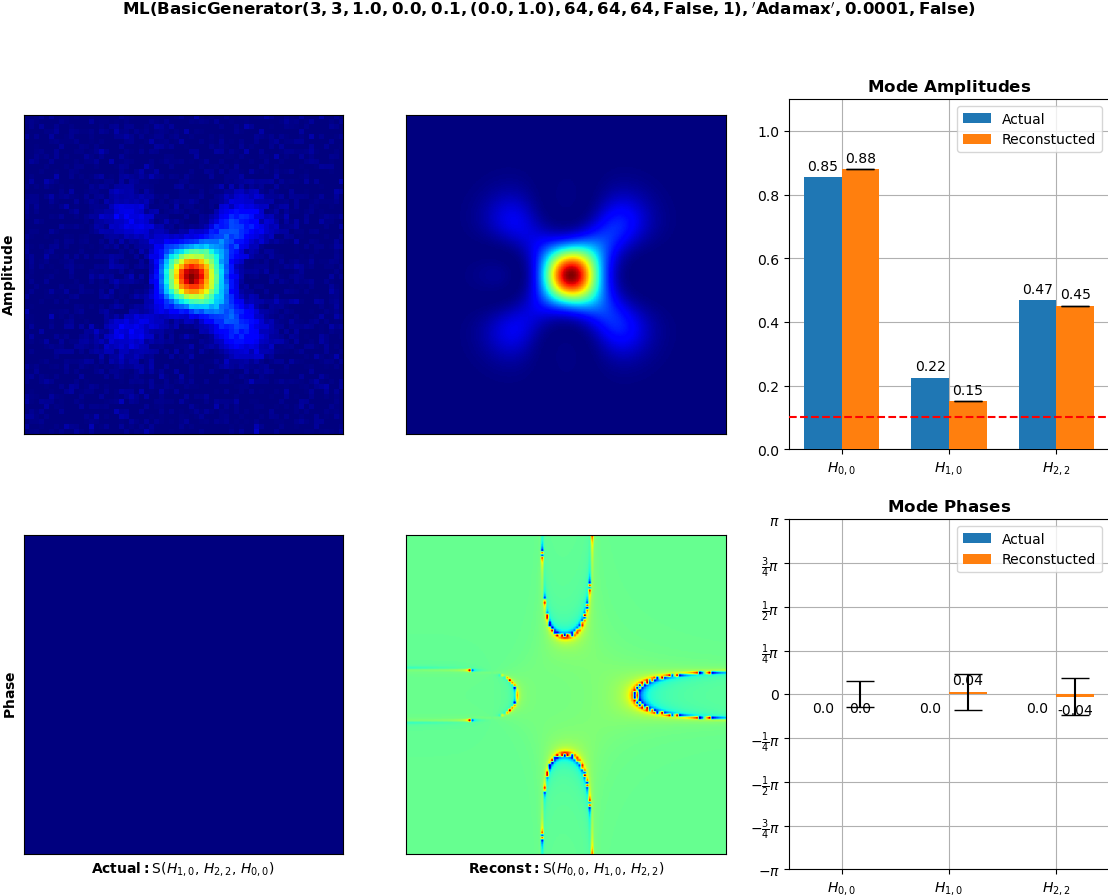 ML(BasicGenerator(3, 3, 1.0, 0.0, 0.1, (0.0, 1.0), 64, 64, 64, False, 1), ′Adamax′, 0.0001, False)
Amplitude
Mode Amplitudes
Actual
Reconstucted
1.0
0.8
0.6
0.4
0.2
0.0
0.85
0.88
0.22
0.15
0.47
0.45
H0,0
H1,0
H2,2
Phase
Actual: S(H1,0, H2,2, H0,0)
Reconst: S(H0,0, H1,0, H2,2)
Mode Phases
Actual
Reconstucted
π
3/4π
1/2π
1/4π
0
−1/4π
−1/2π
−3/4π
−π
0.0
0.0
0.0
0.04
0.0
-0.04
H0,0
H1,0
H2,2